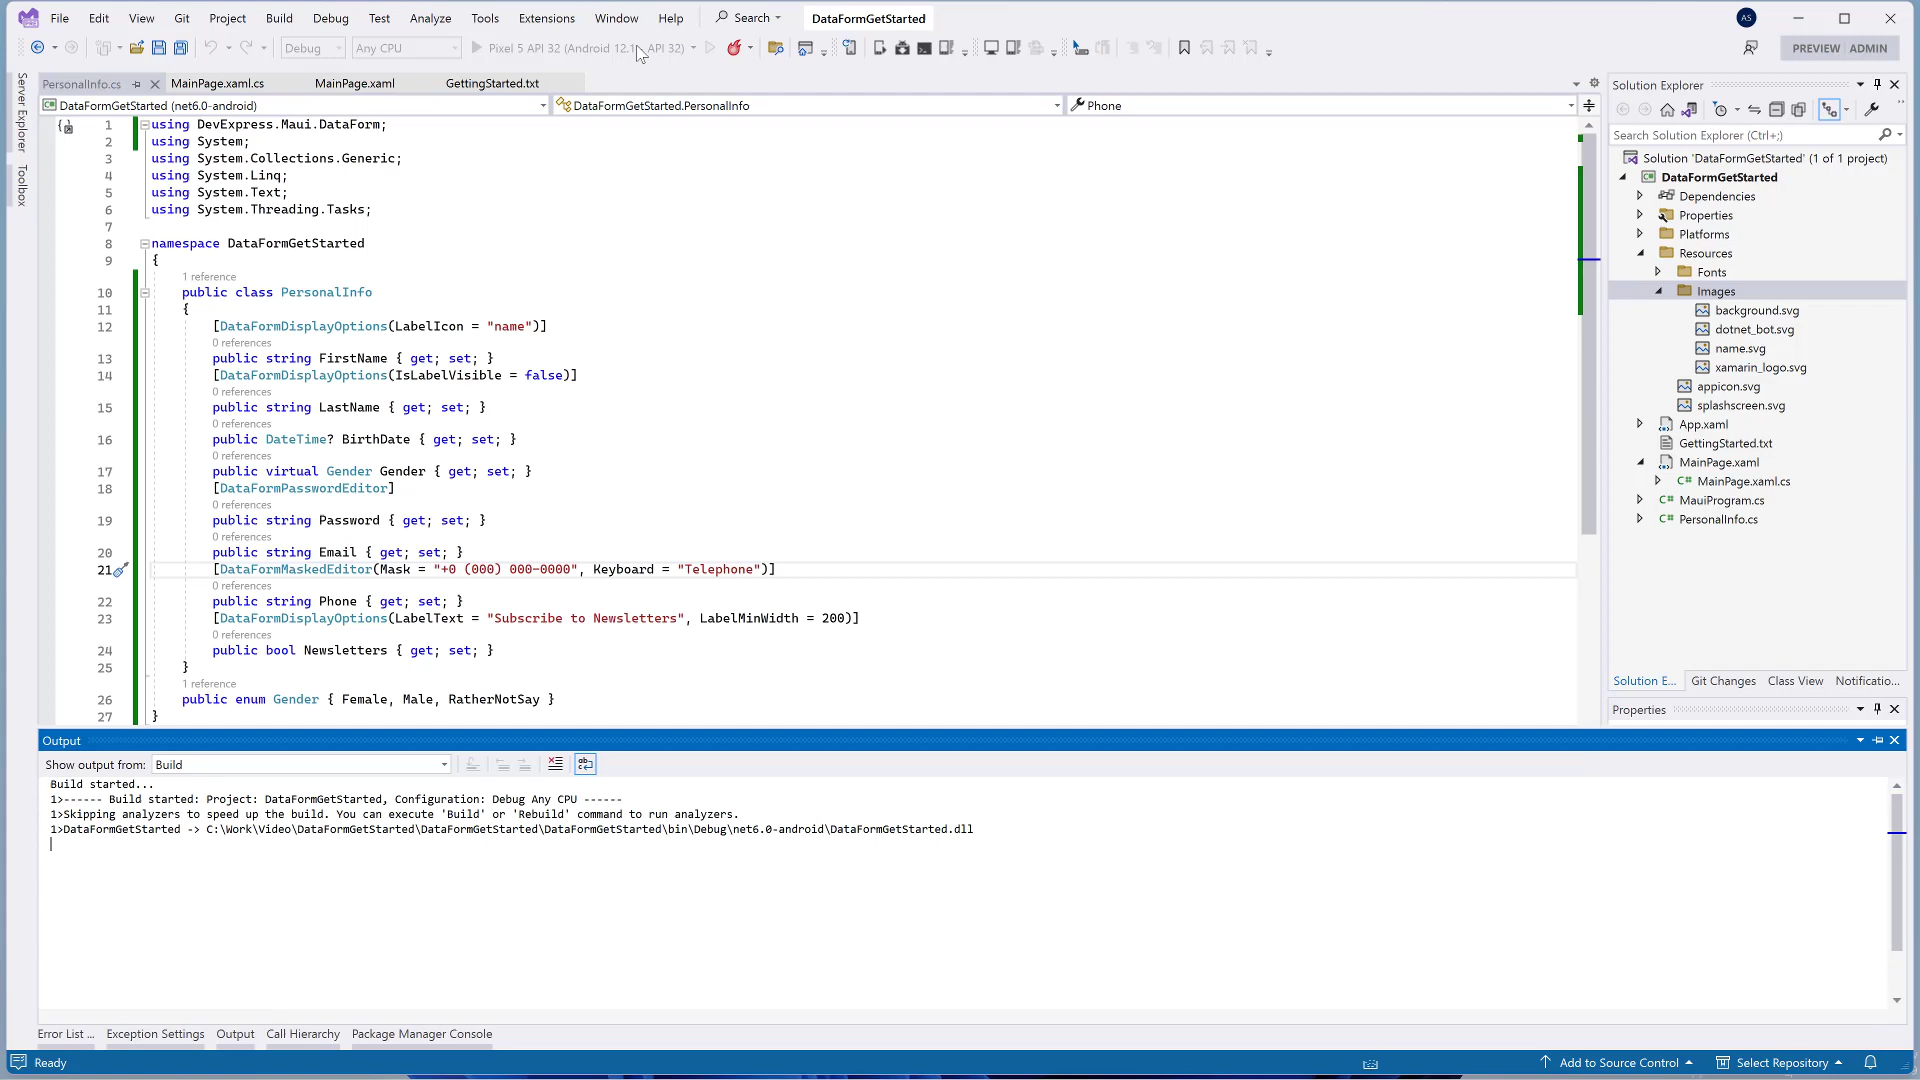 File Edit View Git Project Build Debug Test Analyze Tools Extensions Window Help Search DataFormGetStarted AS
Debug Any CPU Pixel 5 API 32 (Android 12.1 - API 32) PREVIEW ADMIN
PersonalInfo.cs MainPage.xaml.cs MainPage.xaml GettingStarted.txt
DataFormGetStarted (net6.0-android) DataFormGetStarted.PersonalInfo Phone
Server Explorer
Toolbox
1 using DevExpress.Maui.DataForm;
2 using System;
3 using System.Collections.Generic;
4 using System.Linq;
5 using System.Text;
6 using System.Threading.Tasks;
7
8 namespace DataFormGetStarted
9 {
1 reference
10 public class PersonalInfo
11 {
12 [DataFormDisplayOptions(LabelIcon = "name")]
0 references
13 public string FirstName { get; set; }
14 [DataFormDisplayOptions(IsLabelVisible = false)]
0 references
15 public string LastName { get; set; }
0 references
16 public DateTime? BirthDate { get; set; }
0 references
17 public virtual Gender Gender { get; set; }
18 [DataFormPasswordEditor]
0 references
19 public string Password { get; set; }
0 references
20 public string Email { get; set; }
21 [DataFormMaskedEditor(Mask = "+0 (000) 000-0000", Keyboard = "Telephone")]
0 references
22 public string Phone { get; set; }
23 [DataFormDisplayOptions(LabelText = "Subscribe to Newsletters", LabelMinWidth = 200)]
0 references
24 public bool Newsletters { get; set; }
25 }
1 reference
26 public enum Gender { Female, Male, RatherNotSay }
27 }
Solution Explorer
Search Solution Explorer (Ctrl+;)
Solution 'DataFormGetStarted' (1 of 1 project)
DataFormGetStarted
Dependencies
Properties
Platforms
Resources
Fonts
Images
background.svg
dotnet_bot.svg
name.svg
xamarin_logo.svg
appicon.svg
splashscreen.svg
App.xaml
GettingStarted.txt
MainPage.xaml
C# MainPage.xaml.cs
C# MauiProgram.cs
C# PersonalInfo.cs
Solution E... Git Changes Class View Notificatio...
Properties
Output
Show output from: Build
Build started...
1>------ Build started: Project: DataFormGetStarted, Configuration: Debug Any CPU ------
1>Skipping analyzers to speed up the build. You can execute 'Build' or 'Rebuild' command to run analyzers.
1>DataFormGetStarted -> C:\Work\Video\DataFormGetStarted\DataFormGetStarted\DataFormGetStarted\bin\Debug\net6.0-android\DataFormGetStarted.dll
Error List ... Exception Settings Output Call Hierarchy Package Manager Console
Ready Add to Source Control Select Repository